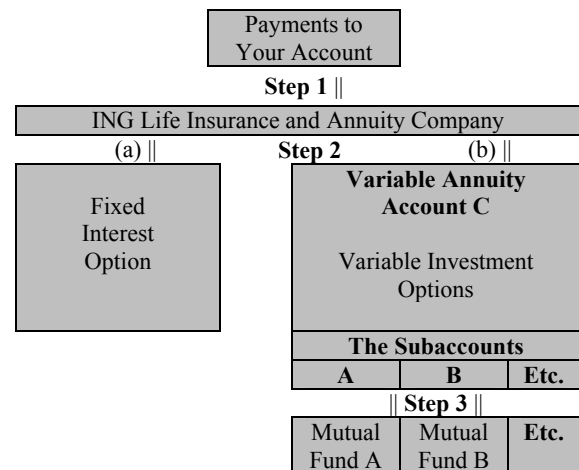 Payments to
Your Account
Step 1 ||
ING Life Insurance and Annuity Company
(a) || Step 2 (b) ||
Fixed
Interest
Option
Variable Annuity
Account C
Variable Investment
Options
The Subaccounts
A B Etc.
|| Step 3 ||
Mutual Mutual Etc.
Fund A Fund B